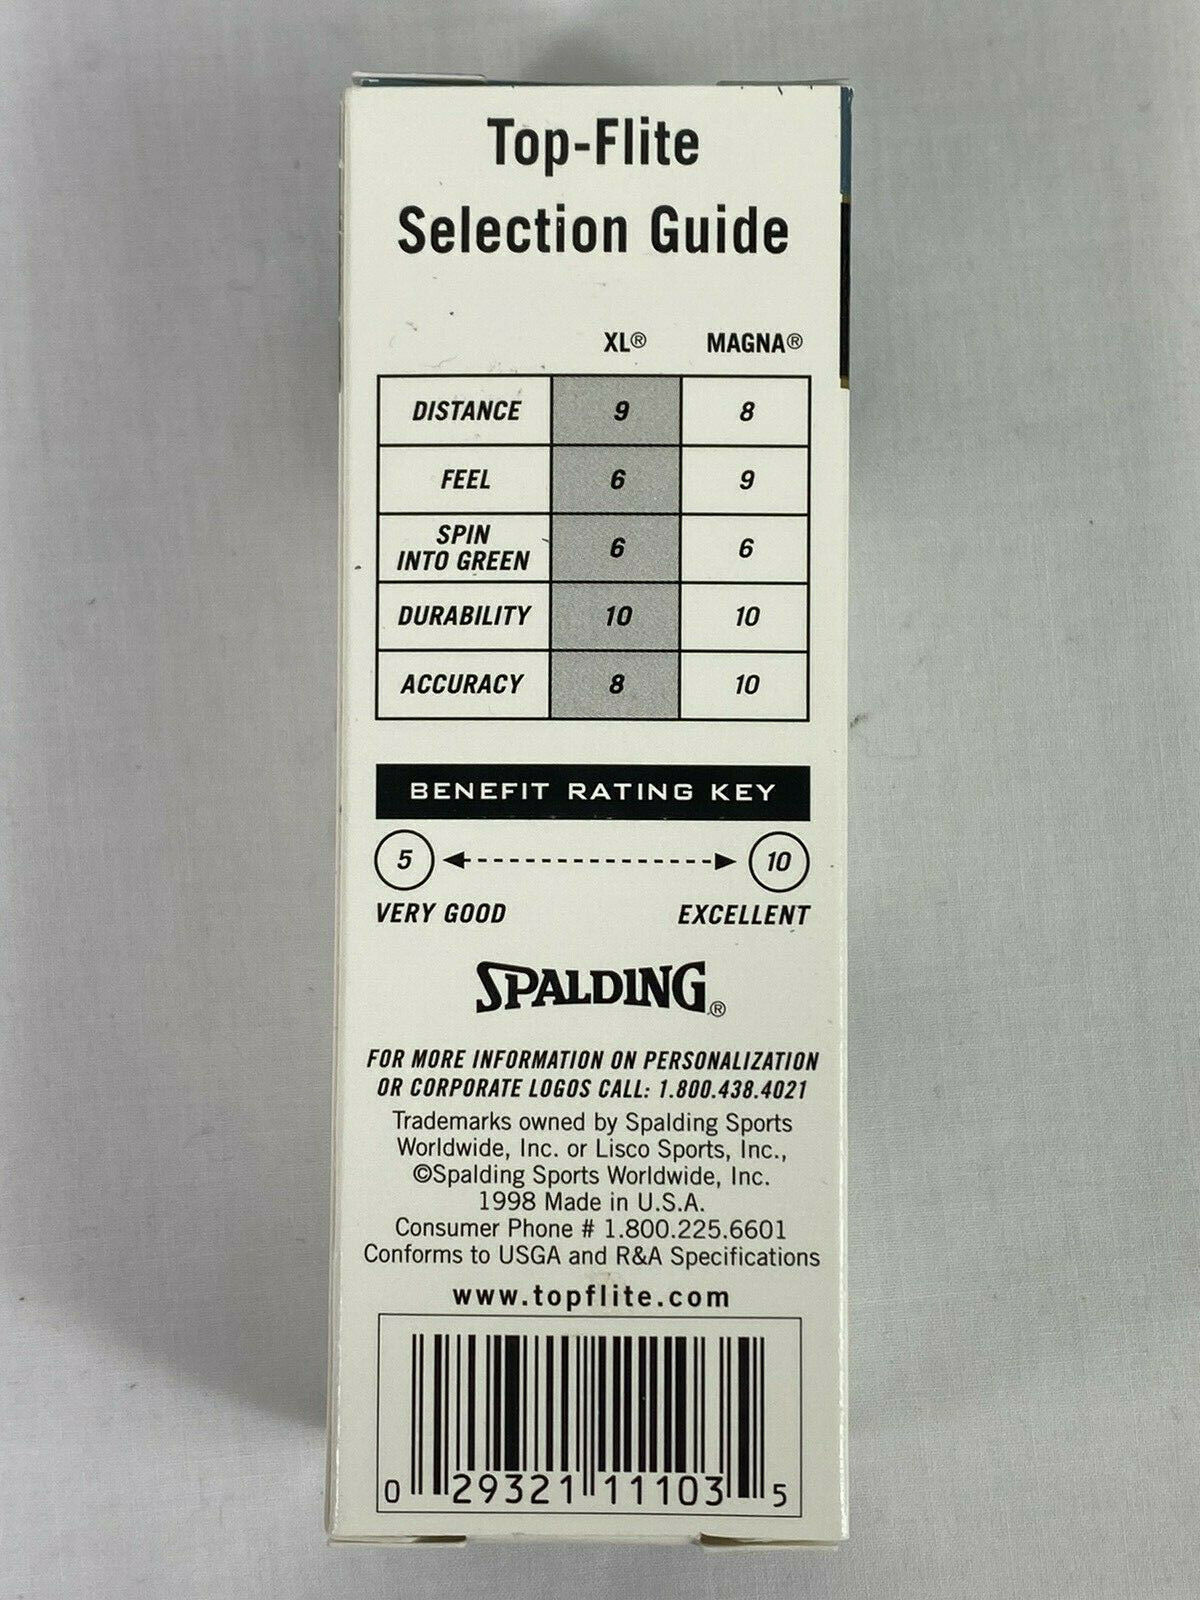 Top-Flite
Selection Guide
XL® MAGNA®
DISTANCE 9 8
FEEL 6 9
SPIN
INTO GREEN 6 6
DURABILITY 10 10
ACCURACY 8 10
BENEFIT RATING KEY
5 10
VERY GOOD EXCELLENT
SPALDING®
FOR MORE INFORMATION ON PERSONALIZATION
OR CORPORATE LOGOS CALL: 1.800.438.4021
Trademarks owned by Spalding Sports
Worldwide, Inc. or Lisco Sports, Inc.,
©Spalding Sports Worldwide, Inc.
1998 Made in U.S.A.
Consumer Phone # 1.800.225.6601
Conforms to USGA and R&A Specifications
www.topflite.com
0 29321 11103 5